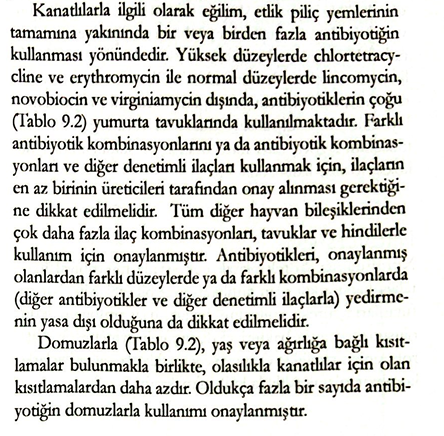 Kanatlılarla ilgili olarak eğilim, etlik piliç yemlerinin
tamamına yakınında bir veya birden fazla antibiyotiğin
kullanması yönündedir. Yüksek düzeylerde chlortetracy-
cline ve erythromycin ile normal düzeylerde lincomycin,
novobiocin ve virginiamycin dışında, antibiyotiklerin çoğu
(Tablo 9.2) yumurta tavuklarında kullanılmaktadır. Farklı
antibiyotik kombinasyonlarını ya da antibiyotik kombinas-
yonları ve diğer denetimli ilaçları kullanmak için, ilaçların
en az birinin üreticileri tarafından onay alınması gerektiği-
ne dikkat edilmelidir. Tüm diğer hayvan bileşiklerinden
çok daha fazla ilaç kombinasyonları, tavuklar ve hindilerle
kullanım için onaylanmıştır. Antibiyotikleri, onaylanmış
olanlardan farklı düzeylerde ya da farklı kombinasyonlarda
(diğer antibiyotikler ve diğer denetimli ilaçlarla) yedirme-
nin yasa dışı olduğuna da dikkat edilmelidir.
Domuzlarla (Tablo 9.2), yaş veya ağırlığa bağlı kısıt-
lamalar bulunmakla birlikte, olasılıkla kanatlılar için olan
kısıtlamalardan daha azdır. Oldukça fazla bir sayıda antibi-
yotiğin domuzlarla kullanımı onaylanmıştır.